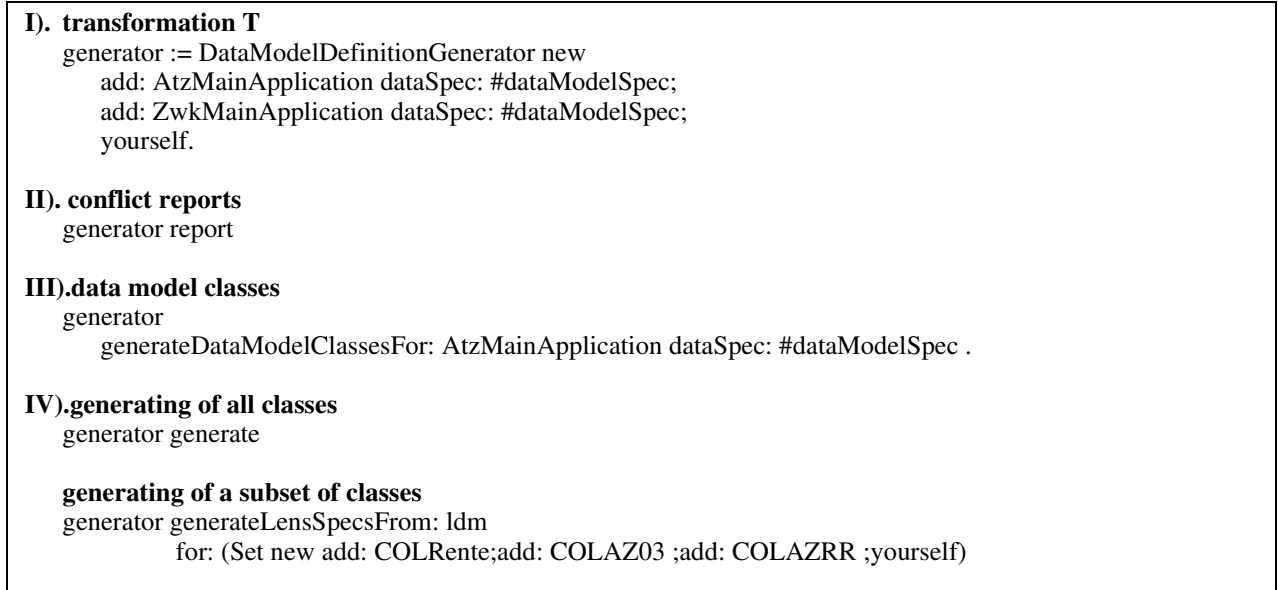 I). transformation T
generator := DataModelDefinitionGenerator new
add: AtzMainApplication dataSpec: #dataModelSpec;
add: ZwkMainApplication dataSpec: #dataModelSpec;
yourself.
II). conflict reports
generator report
III).data model classes
generator
generateDataModelClassesFor: AtzMainApplication dataSpec: #dataModelSpec .
IV).generating of all classes
generator generate
generating of a subset of classes
generator generateLensSpecsFrom: ldm
for: (Set new add: COLRente;add: COLAZ03 ;add: COLAZRR ;yourself)